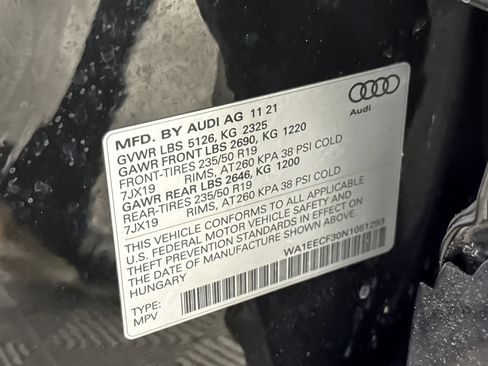 MFD. BY AUDI AG 11 21
Audi
GVWR LBS 5126, KG 2325
GAWR FRONT LBS 2690, KG 1220
FRONT-TIRES 235/50 R19
7JX19 RIMS, AT260 KPA 38 PSI COLD
GAWR REAR LBS 2646, KG 1200
REAR-TIRES 235/50 R19
7JX19 RIMS, AT260 KPA 38 PSI COLD
THIS VEHICLE CONFORMS TO ALL APPLICABLE
U.S. FEDERAL MOTOR VEHICLE SAFETY AND
THEFT PREVENTION STANDARDS IN EFFECT ON
THE DATE OF MANUFACTURE SHOWN ABOVE.
HUNGARY
WA1EECF30N1061293
TYPE:
MPV